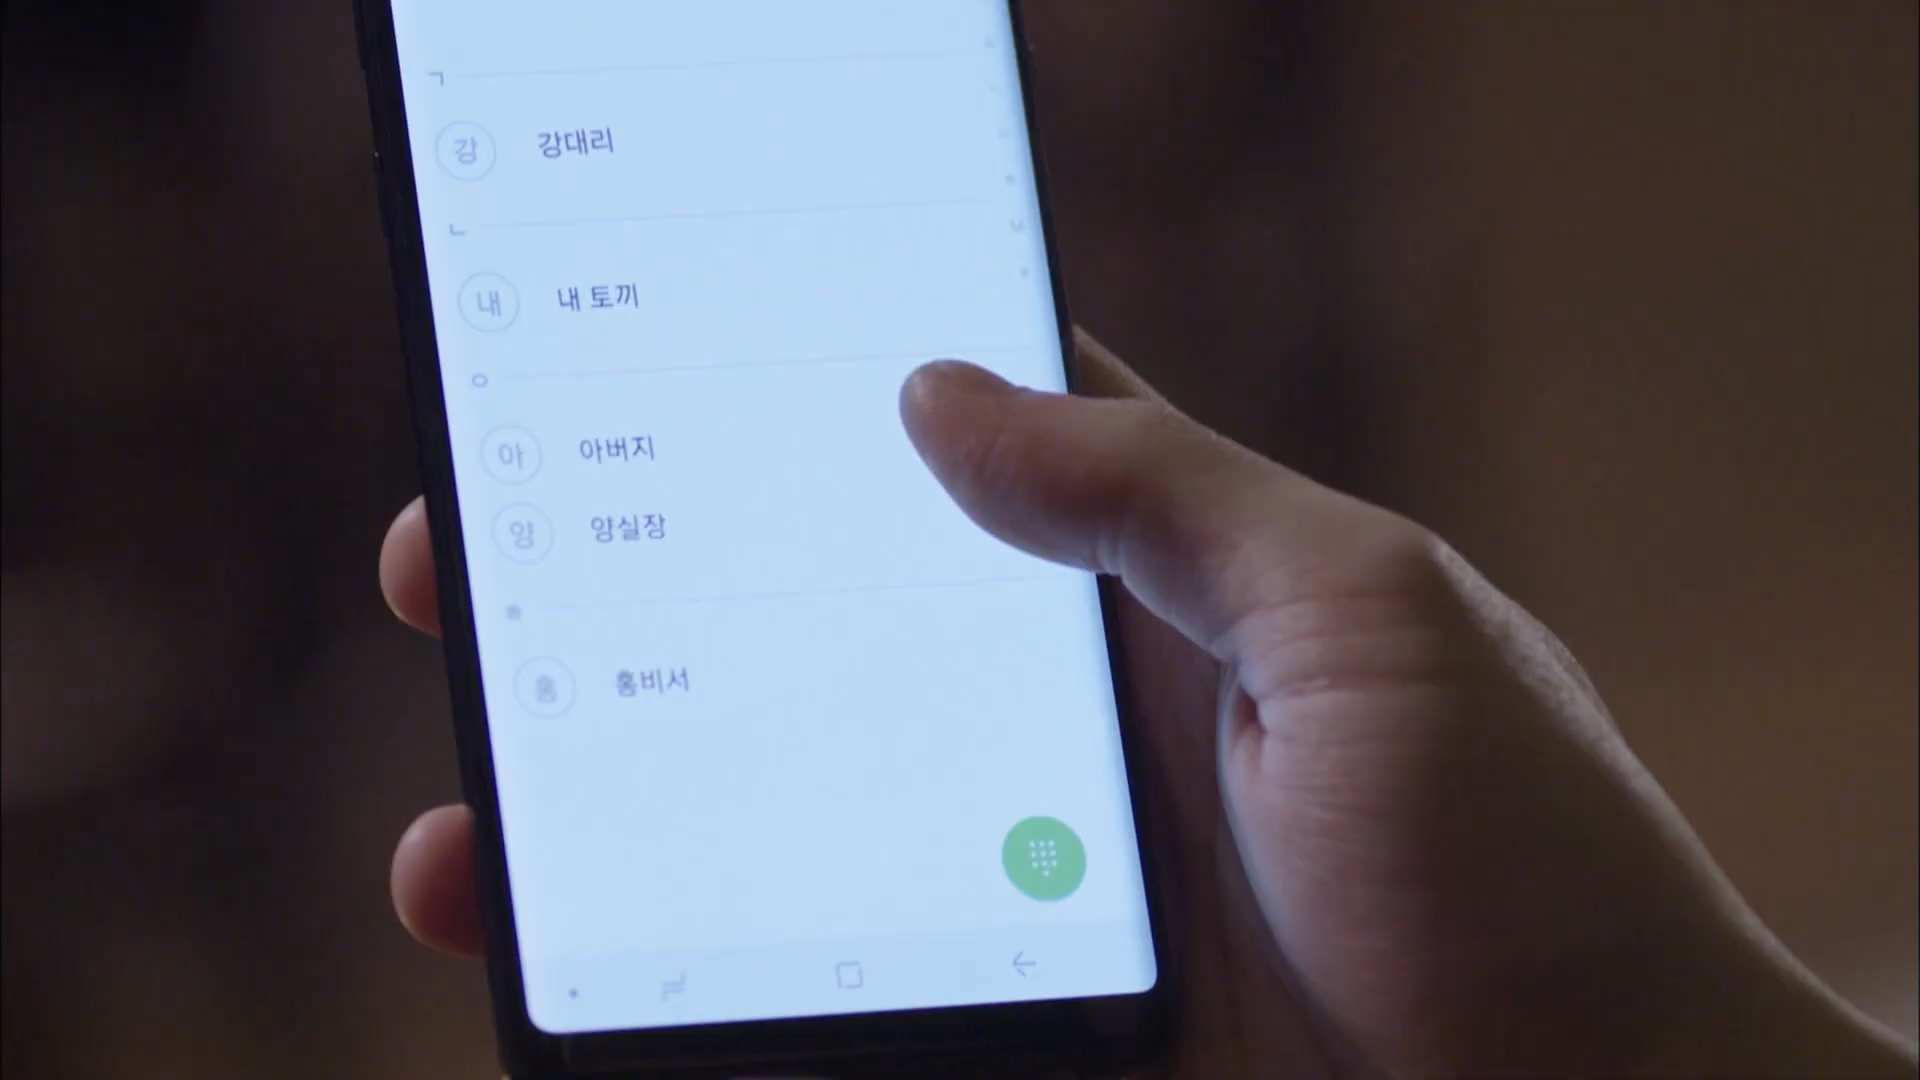 ㄱ
강 강대리
ㄴ
내 내 토끼
ㅇ
아 아버지
양 양실장
ㅎ
홍 홍비서